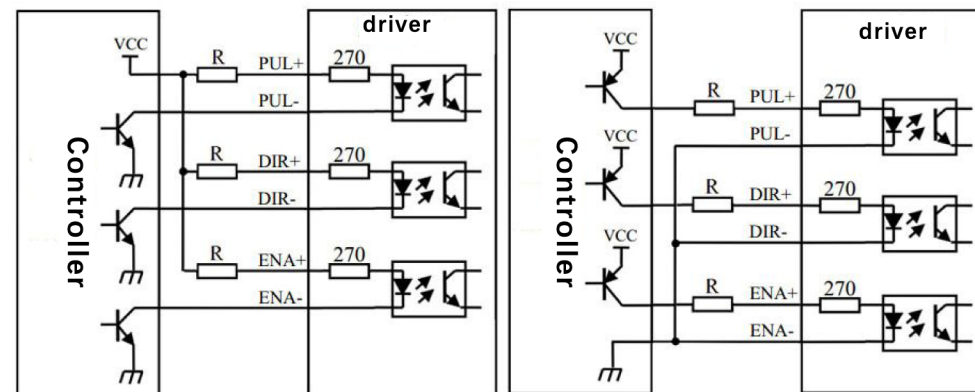 driver
VCC
R
PUL+
270
PUL-
R
DIR+
270
DIR-
R
ENA+
270
ENA-
Controller
driver
VCC
R
PUL+
270
PUL-
VCC
R
DIR+
270
DIR-
VCC
R
ENA+
270
ENA-
Controller